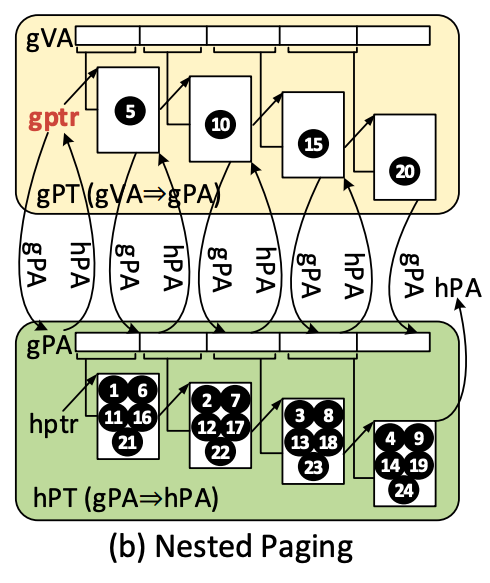 gVA
5
gptr
10
15
20
gPT (gVA⇒gPA)
gPA
hPA
gPA
hPA
gPA
hPA
gPA
hPA
gPA
hPA
gPA
1 6
11 16
21
2 7
12 17
22
3 8
13 18
23
4 9
14 19
24
hptr
hPT (gPA⇒hPA)
(b) Nested Paging